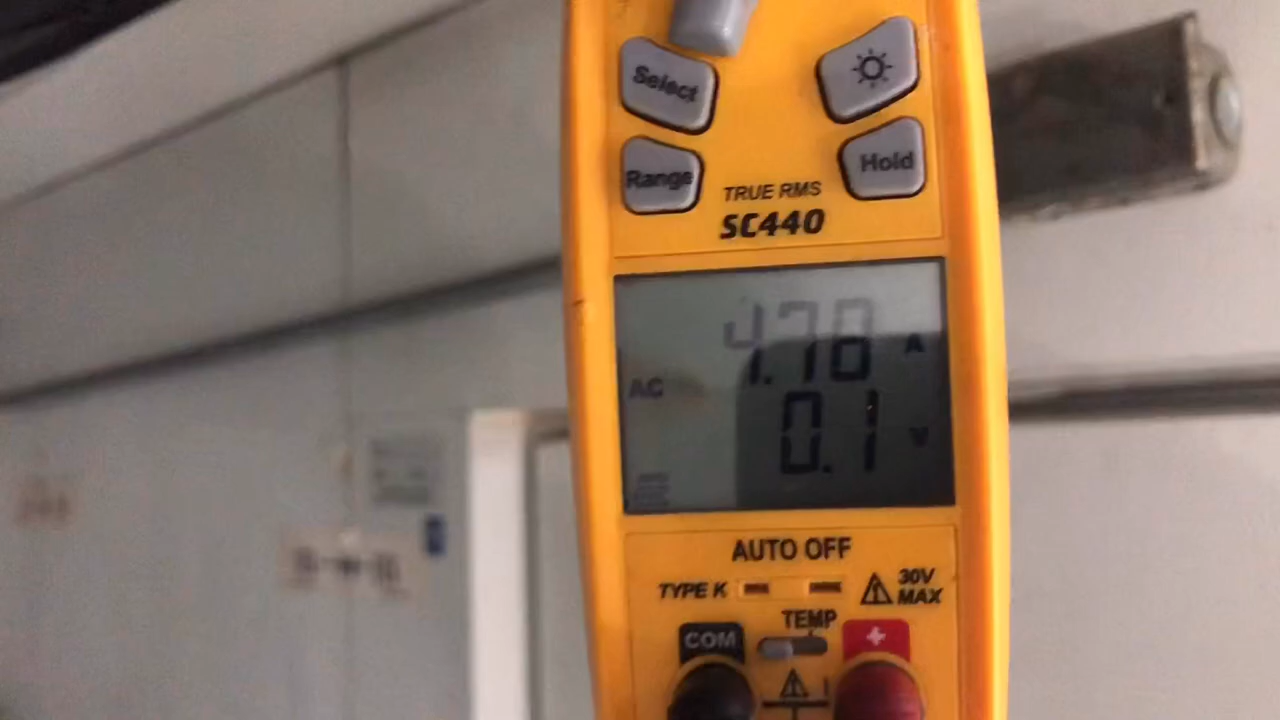 Select
Range
Hold
TRUE RMS
SC440
4.78 A
AC
0.1 V
AUTO OFF
TYPE K
30V
MAX
TEMP
COM
+